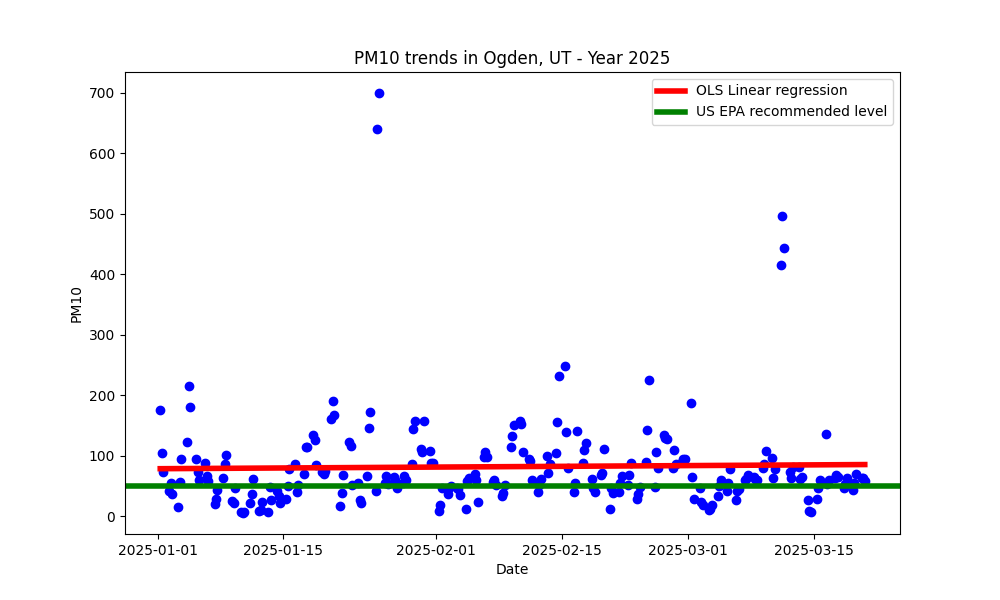 PM10 trends in Ogden, UT - Year 2025
OLS Linear regression
US EPA recommended level
700
600
500
400
300
200
100
0
PM10
2025-01-01
2025-01-15
2025-02-01
2025-02-15
2025-03-01
2025-03-15
Date